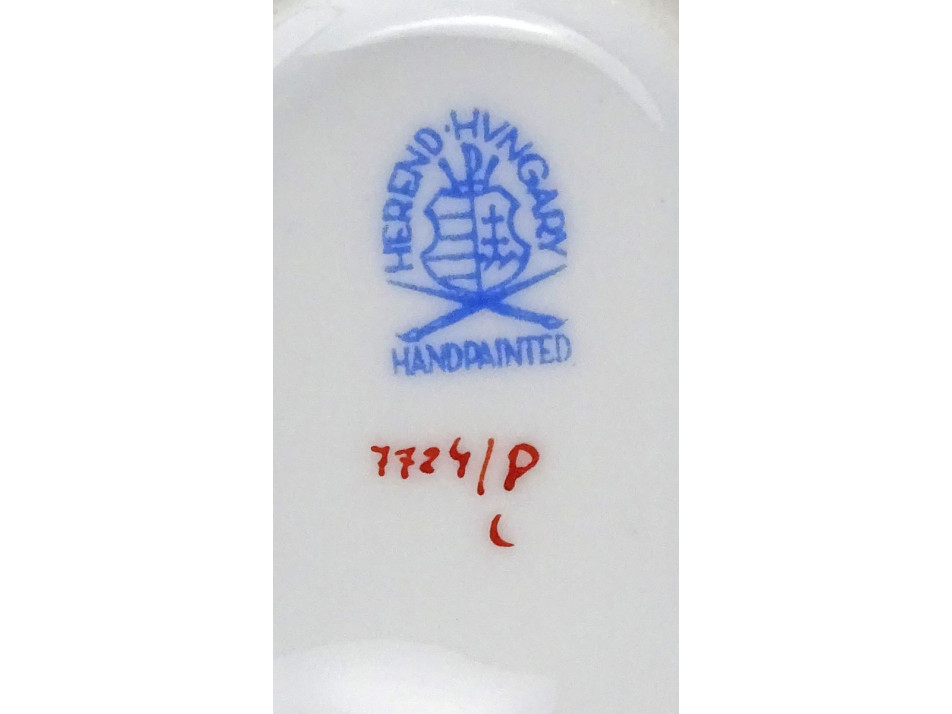 HEREND · HVNGARY
HANDPAINTED
7724/P
C